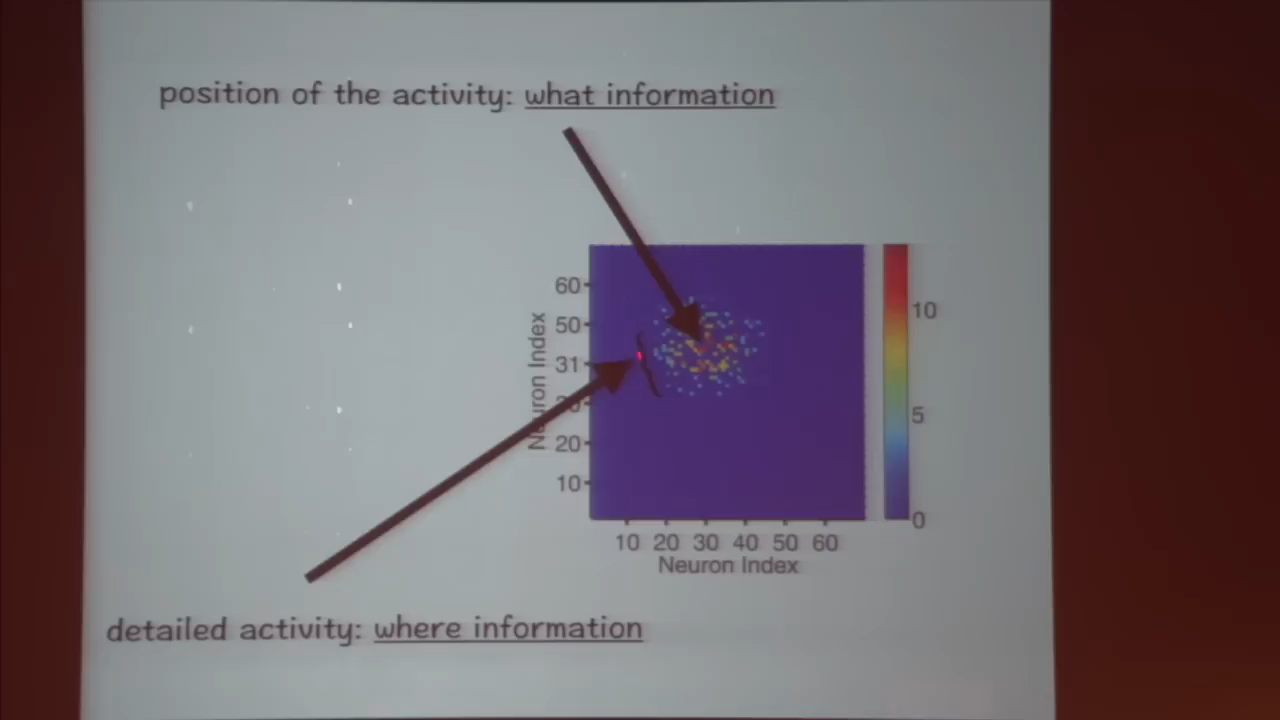 position of the activity: what information
60
50
31
20
10
Neuron Index
10 20 30 40 50 60
Neuron Index
10
5
0
detailed activity: where information